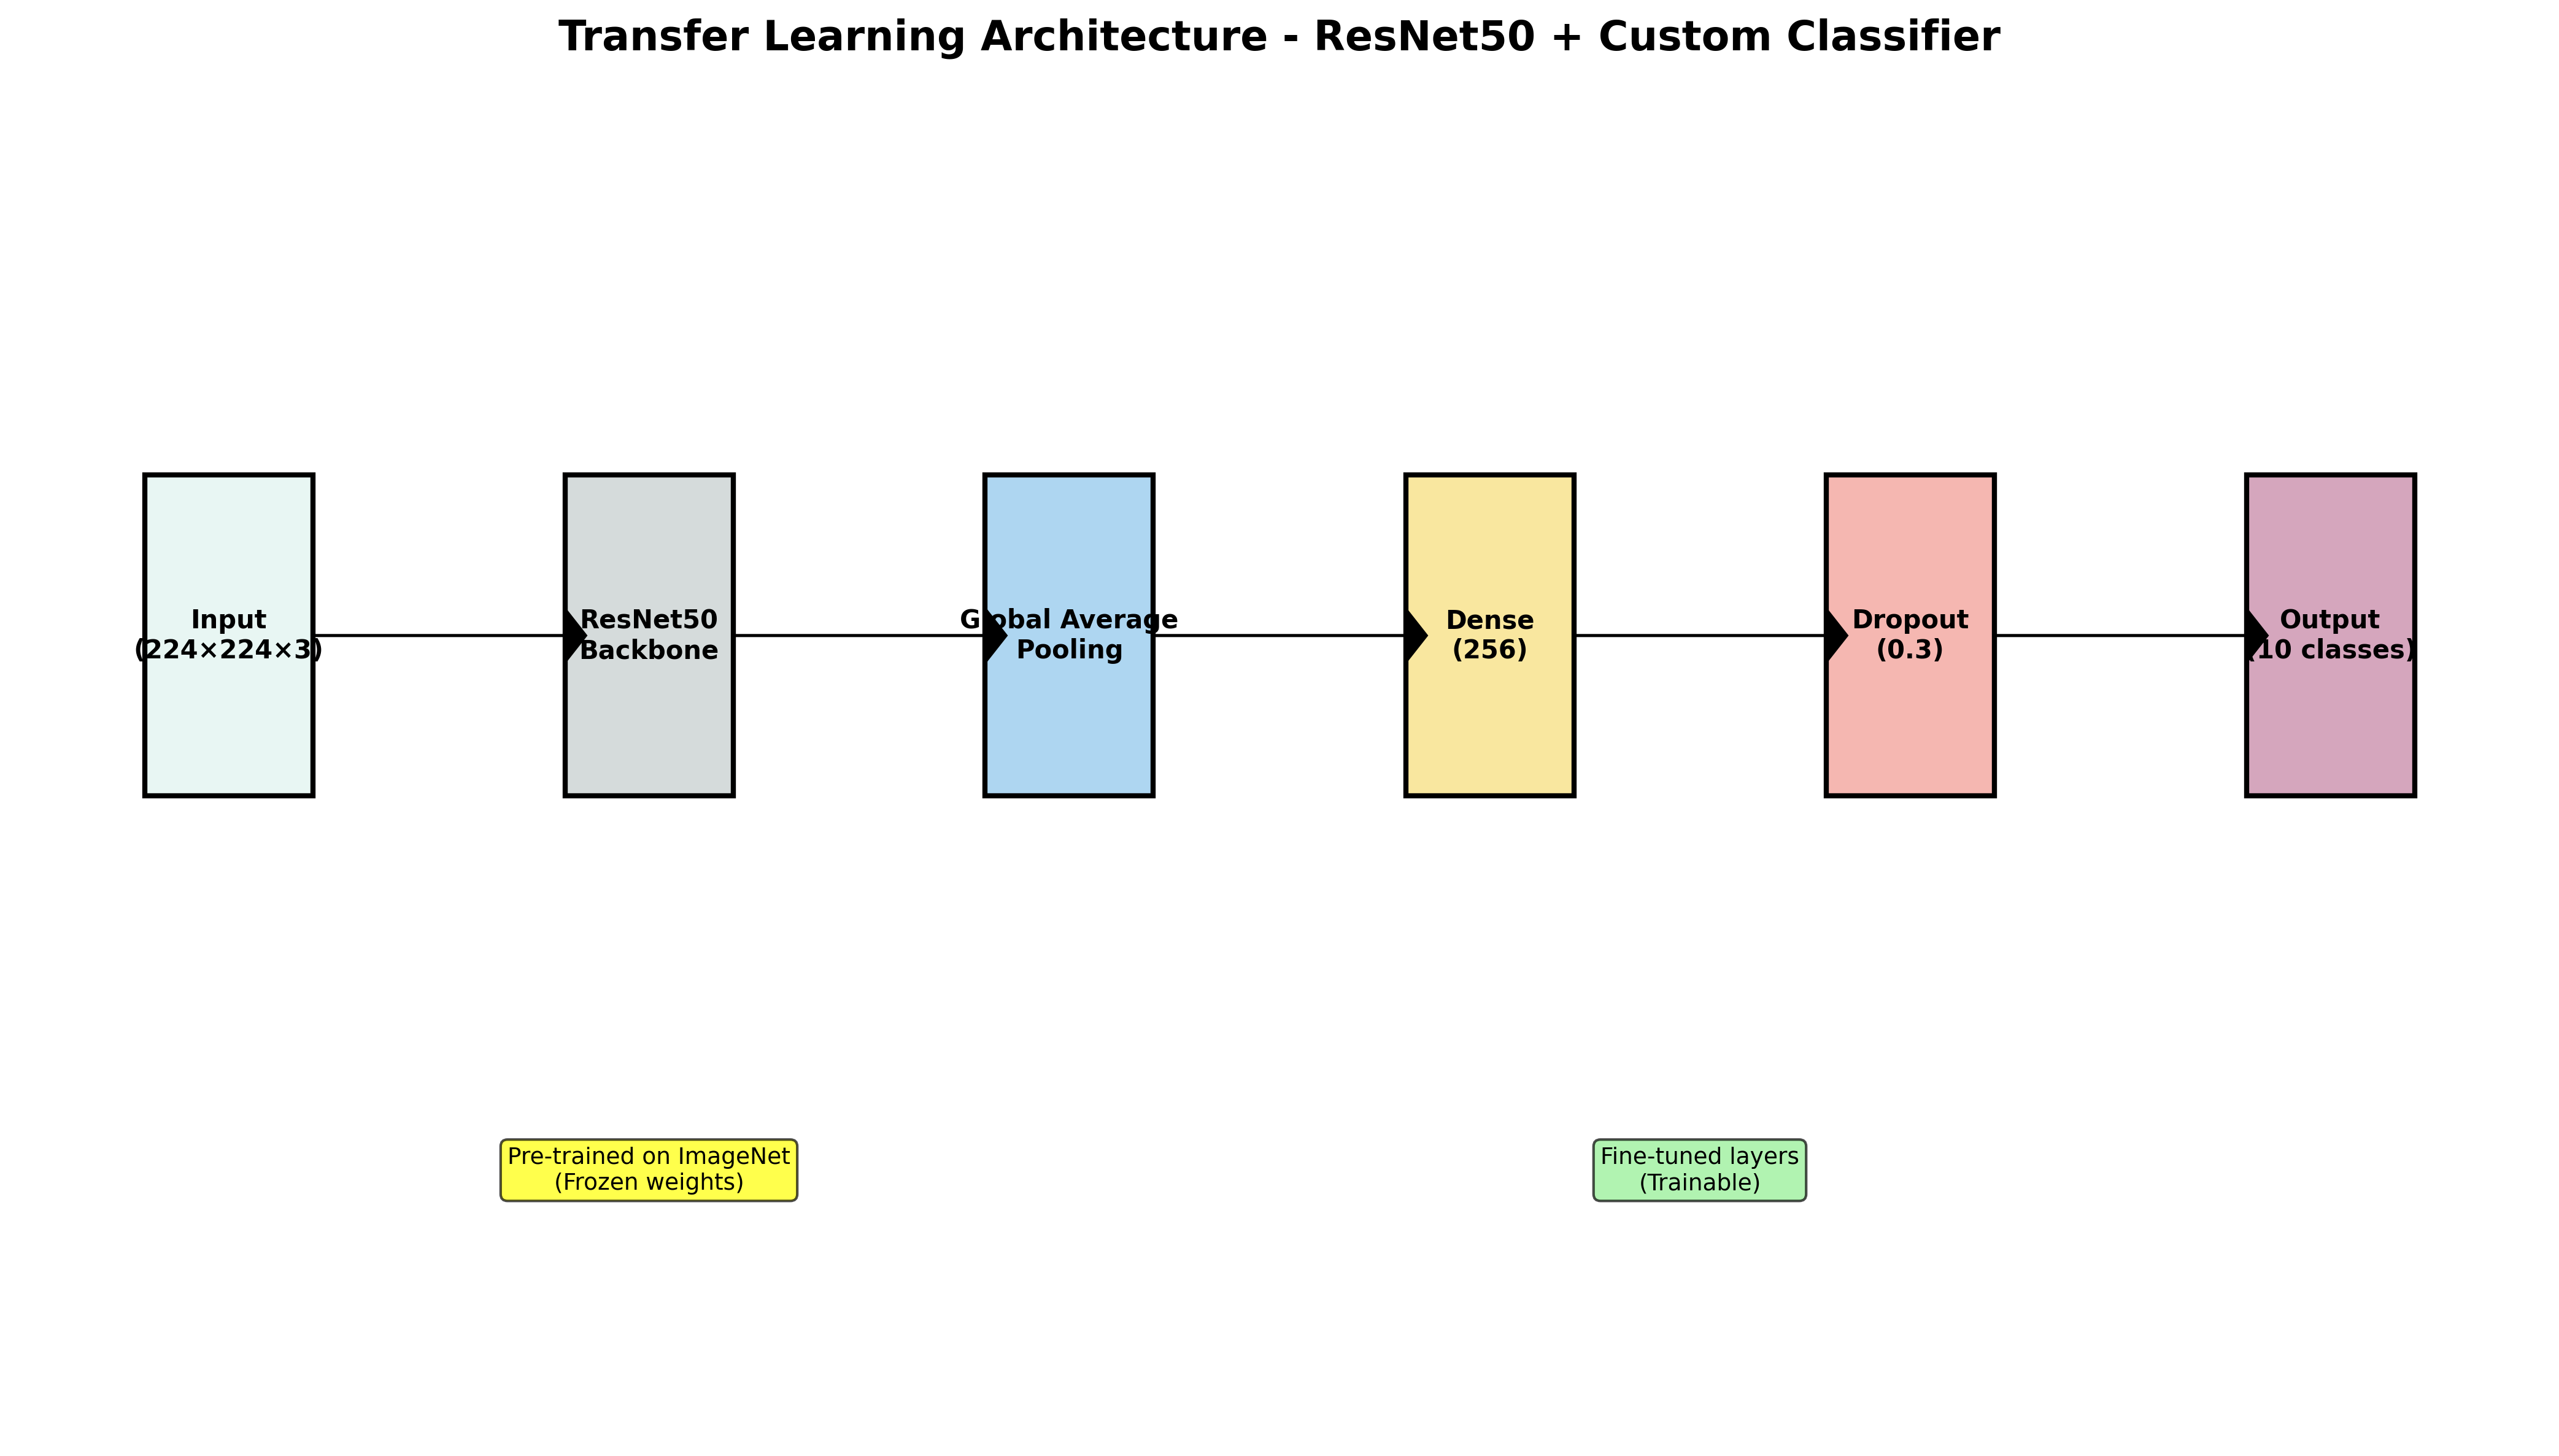 Transfer Learning Architecture - ResNet50 + Custom Classifier
Input
(224×224×3)
ResNet50
Backbone
Global Average
Pooling
Dense
(256)
Dropout
(0.3)
Output
(10 classes)
Pre-trained on ImageNet
(Frozen weights)
Fine-tuned layers
(Trainable)